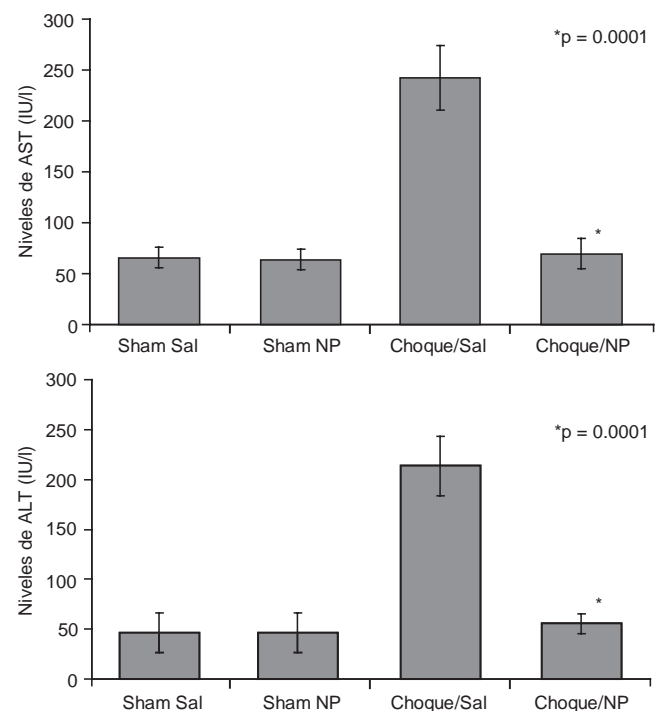 Niveles de AST (IU/l)
300
250
200
150
100
50
0
*p = 0.0001
*
Sham Sal Sham NP Choque/Sal Choque/NP
Niveles de ALT (IU/l)
300
250
200
150
100
50
0
*p = 0.0001
*
Sham Sal Sham NP Choque/Sal Choque/NP